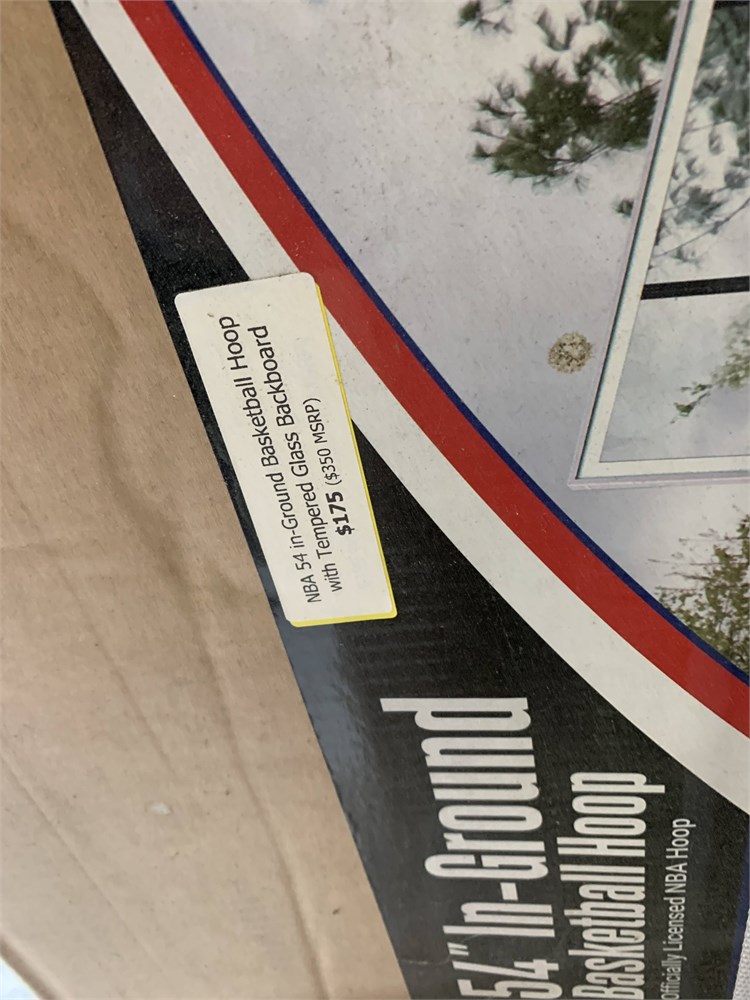 NBA 54 in-Ground Basketball Hoop
with Tempered Glass Backboard
$175 ($350 MSRP)
54" In-Ground
Basketball Hoop
Officially Licensed NBA Hoop